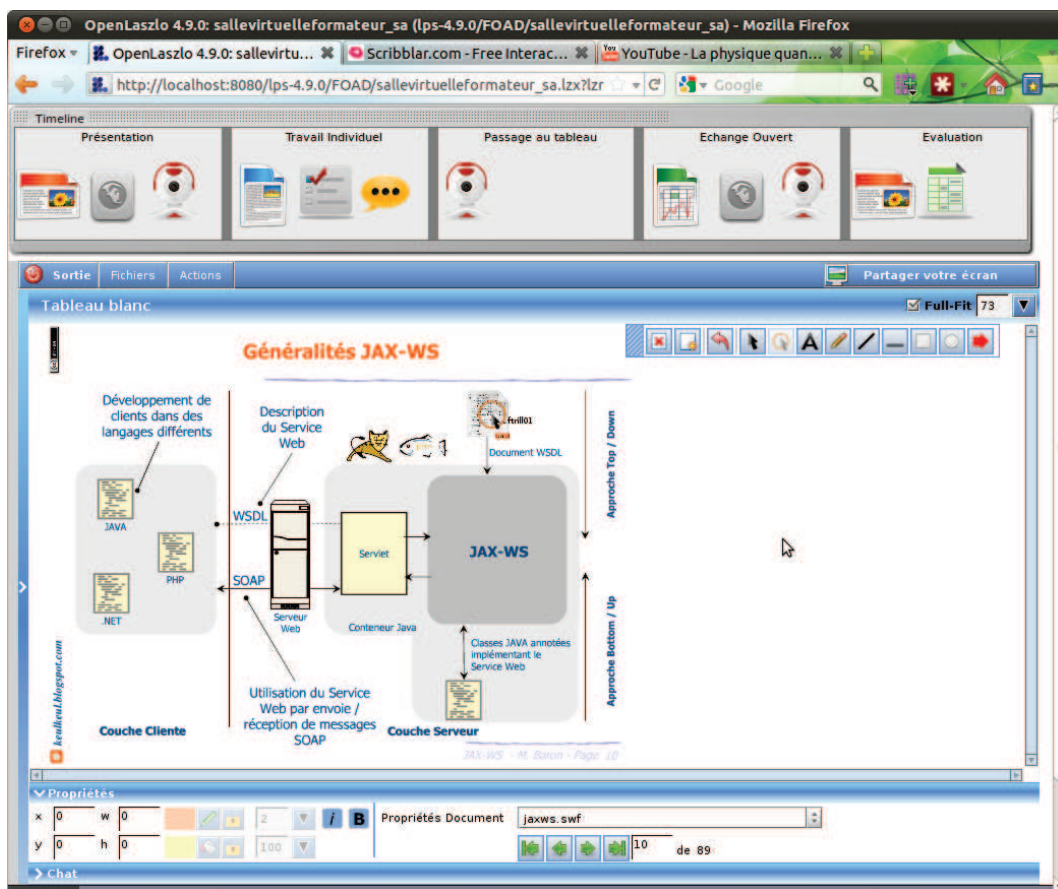 OpenLaszlo 4.9.0: sallevirtuelleformateur_sa (lps-4.9.0/FOAD/sallevirtuelleformateur_sa) - Mozilla Firefox
Firefox
OpenLaszlo 4.9.0: sallevirtu...
Scribblar.com - Free Interac...
You
YouTube - La physique quan...
http://localhost:8080/lps-4.9.0/FOAD/sallevirtuelleformateur_sa.lzx?lzr
Google
Timeline
Présentation
Travail Individuel
Passage au tableau
Echange Ouvert
Evaluation
Sortie
Fichiers
Actions
Partager votre écran
Tableau blanc
Full-Fit
73
A
Généralités JAX-WS
Développement de
clients dans des
langages différents
Description
du Service
Web
ftrill01
Document WSDL
Approche Top / Down
WSDL
JAVA
Servlet
JAX-WS
PHP
SOAP
.NET
Serveur
Web
Conteneur Java
Classes JAVA annotées
implémentant le
Service Web
Approche Bottom / Up
Utilisation du Service
Web par envoie /
réception de messages
SOAP
keulkeul.blogspot.com
Couche Cliente
Couche Serveur
JAX-WS - M. Baron - Page 10
Propriétés
x 0 w 0
2
i B
Propriétés Document
jaxws.swf
y 0 h 0
100
10
de 89
Chat